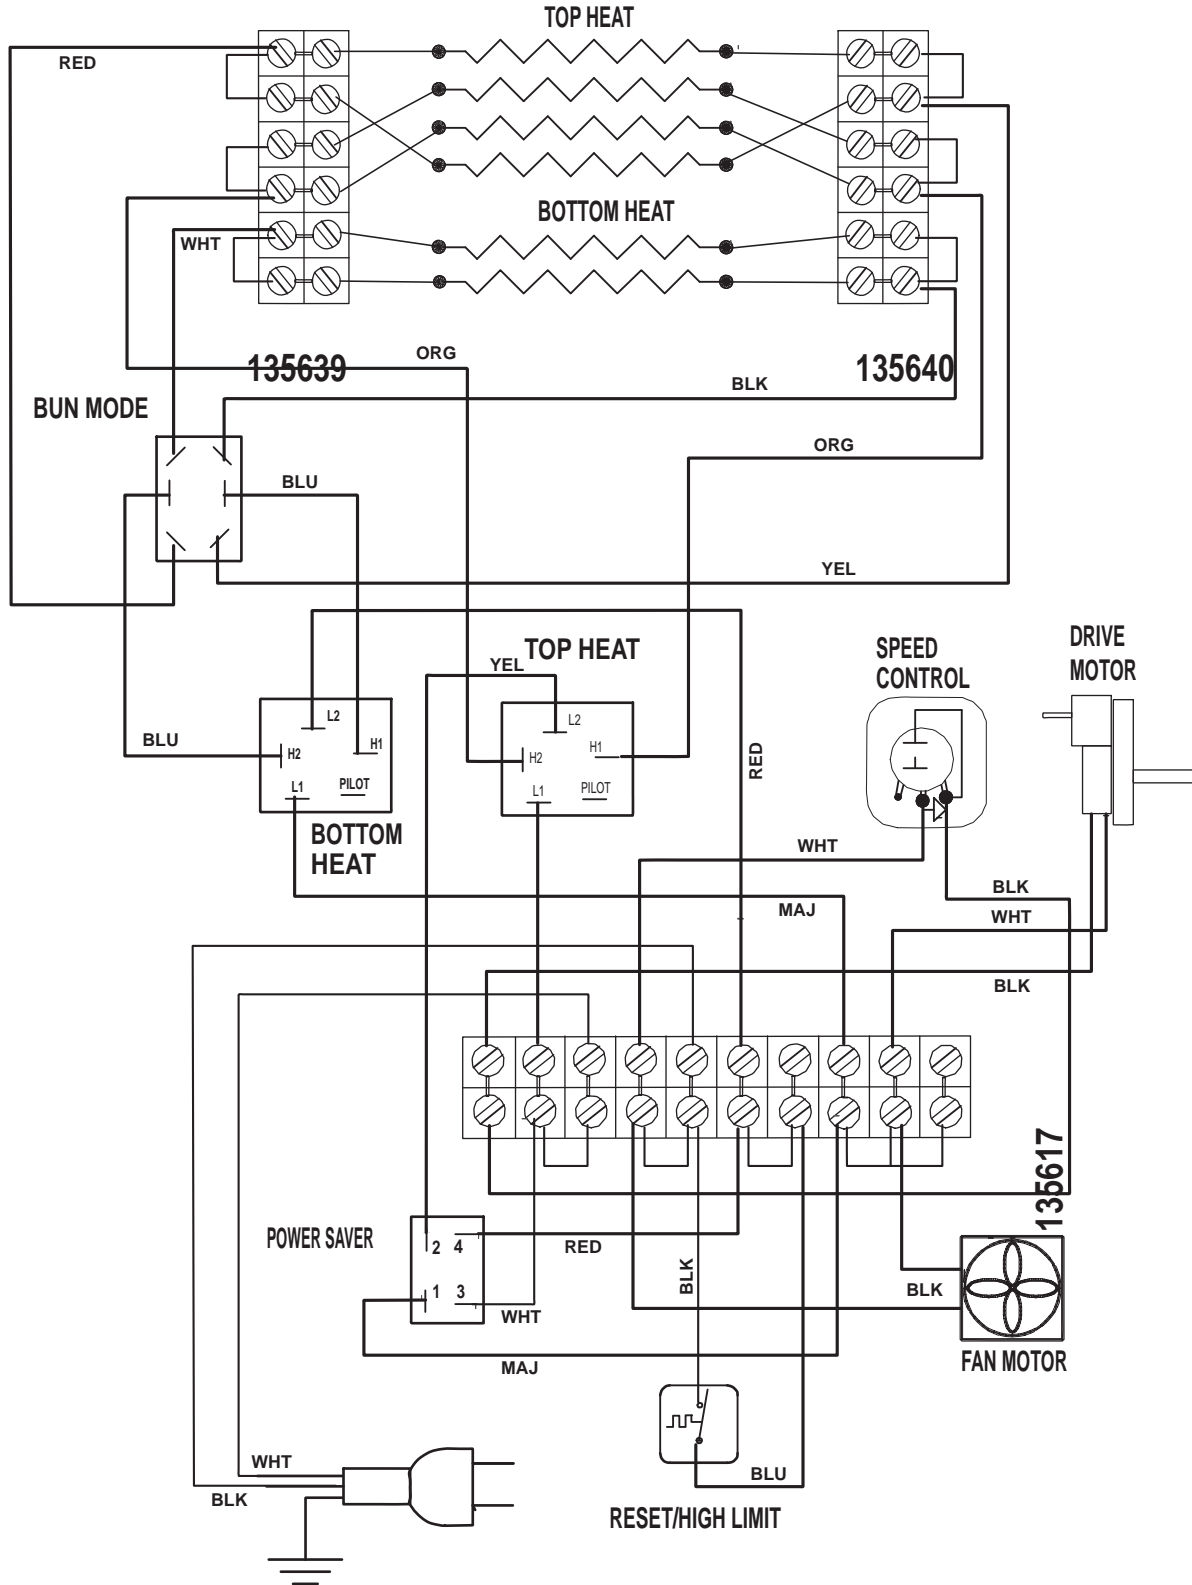 TOP HEAT
RED
BOTTOM HEAT
WHT
135639
ORG
135640
BLK
BUN MODE
ORG
BLU
YEL
DRIVE
MOTOR
SPEED
CONTROL
TOP HEAT
YEL
L2
L2
BLU
H2
H1
H1
H2
RED
L1
PILOT
L1
PILOT
BOTTOM
HEAT
WHT
BLK
MAJ
WHT
BLK
135617
POWER SAVER
2 4
RED
BLK
1 3
WHT
BLK
MAJ
FAN MOTOR
WHT
BLU
BLK
RESET/HIGH LIMIT